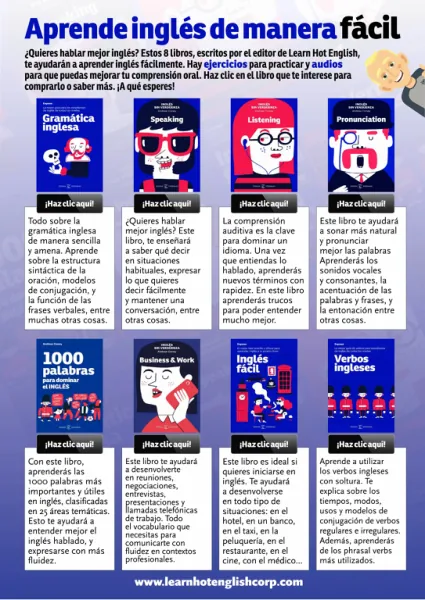 Aprende inglés de manera fácil
¿Quieres hablar mejor inglés? Estos 8 libros, escritos por el editor de Learn Hot English,
te ayudarán a aprender inglés fácilmente. Hay ejercicios para practicar y audios
para que puedas mejorar tu comprensión oral. Haz clic en el libro que te interese para
comprarlo o saber más. ¡A qué esperes!
Gramática
inglesa
¡Haz clic aquí!
Todo sobre la
gramática inglesa
de manera sencilla
y amena. Aprende
sobre la estructura
sintáctica de la
oración, modelos
de conjugación, y
la función de las
frases verbales, entre
muchas otras cosas.
INGLÉS
SIN VERGÜENZA
Speaking
¡Haz clic aquí!
¿Quieres hablar
mejor inglés? Este
libro, te enseñará
a saber qué decir
en situaciones
habituales, expresar
lo que quieres
decir fácilmente
y mantener una
conversación, entre
otras cosas.
INGLÉS
SIN VERGÜENZA
Listening
¡Haz clic aquí!
La comprensión
auditiva es la clave
para dominar un
idioma. Una vez
que entiendas lo
hablado, aprenderás
nuevos términos con
rapidez. En este libro
aprenderás trucos
para poder entender
mucho mejor.
INGLÉS
SIN VERGÜENZA
Pronunciation
¡Haz clic aquí!
Este libro te ayudará
a sonar más natural
y pronunciar
mejor las palabras
Aprenderás los
sonidos vocales
y consonantes, la
acentuación de las
palabras y frases, y
la entonación entre
otras cosas.
1000
palabras
para dominar
el INGLÉS
¡Haz clic aquí!
Con este libro,
aprenderás las
1000 palabras más
importantes y útiles
en inglés, clasificadas
en 25 áreas temáticas.
Esto te ayudará a
entender mejor el
inglés hablado, y
expresarse con más
fluidez.
INGLÉS
SIN VERGÜENZA
Business & Work
¡Haz clic aquí!
Este libro te ayudará
a desenvolverte
en reuniones,
negociaciones,
entrevistas,
presentaciones y
llamadas telefónicas
de trabajo. Todo
el vocabulario que
necesitas para
comunicarte con
fluidez en contextos
profesionales.
Inglés
fácil
¡Haz clic aquí!
Este libro es ideal si
quieres iniciarse en
inglés. Te ayudará
a desenvolverse
en todo tipo de
situaciones: en el
hotel, en un banco,
en el taxi, en la
peluquería, en el
restaurante, en el
cine, con el médico...
Verbos
ingleses
¡Haz clic aquí!
Aprende a utilizar
los verbos ingleses
con soltura. Te
explica sobre los
tiempos, modos,
usos y modelos de
conjugación de verbos
regulares e irregulares.
Además, aprenderás
de los phrasal verbs
más utilizados.
www.learnhotenglishcorp.com